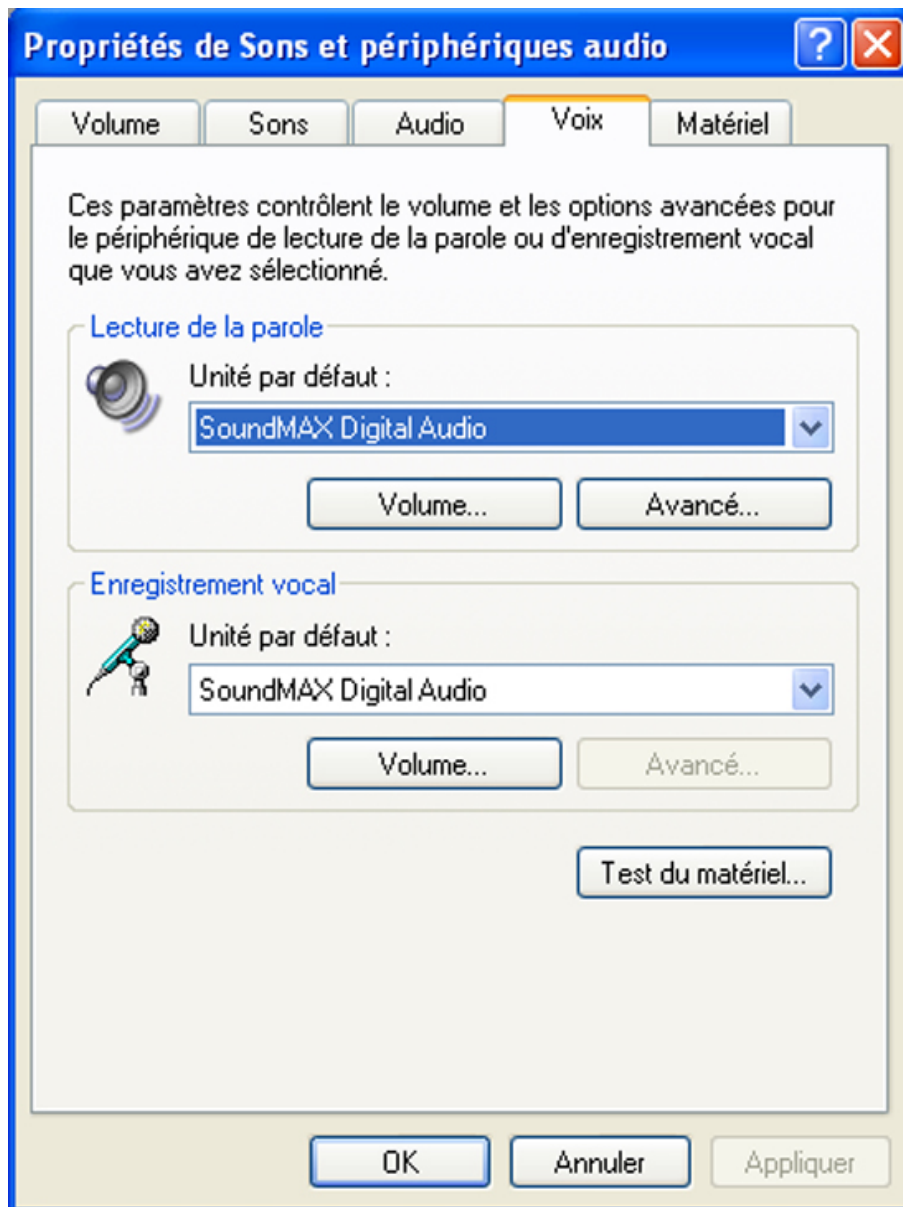 Propriétés de Sons et périphériques audio
Volume Sons Audio Voix Matériel
Ces paramètres contrôlent le volume et les options avancées pour
le périphérique de lecture de la parole ou d'enregistrement vocal
que vous avez sélectionné.
Lecture de la parole
Unité par défaut :
SoundMAX Digital Audio
Volume... Avancé...
Enregistrement vocal
Unité par défaut :
SoundMAX Digital Audio
Volume... Avancé...
Test du matériel...
OK Annuler Appliquer